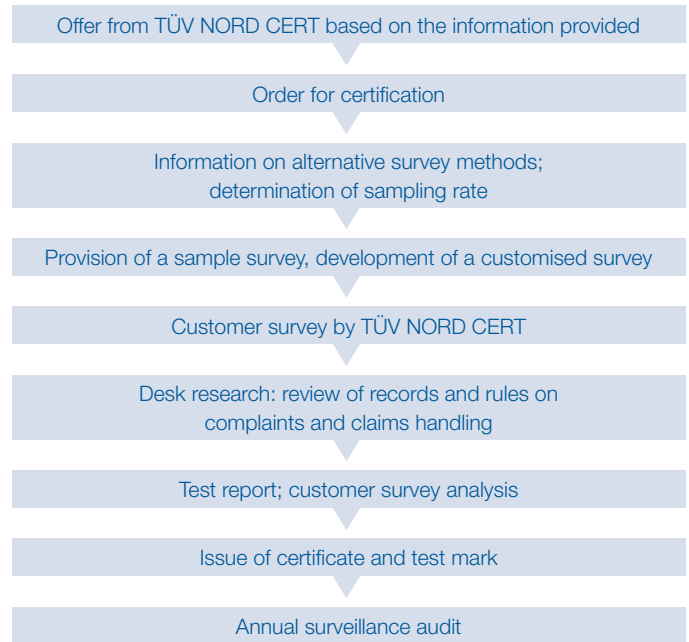 Offer from TÜV NORD CERT based on the information provided
Order for certification
Information on alternative survey methods;
determination of sampling rate
Provision of a sample survey, development of a customised survey
Customer survey by TÜV NORD CERT
Desk research: review of records and rules on
complaints and claims handling
Test report; customer survey analysis
Issue of certificate and test mark
Annual surveillance audit